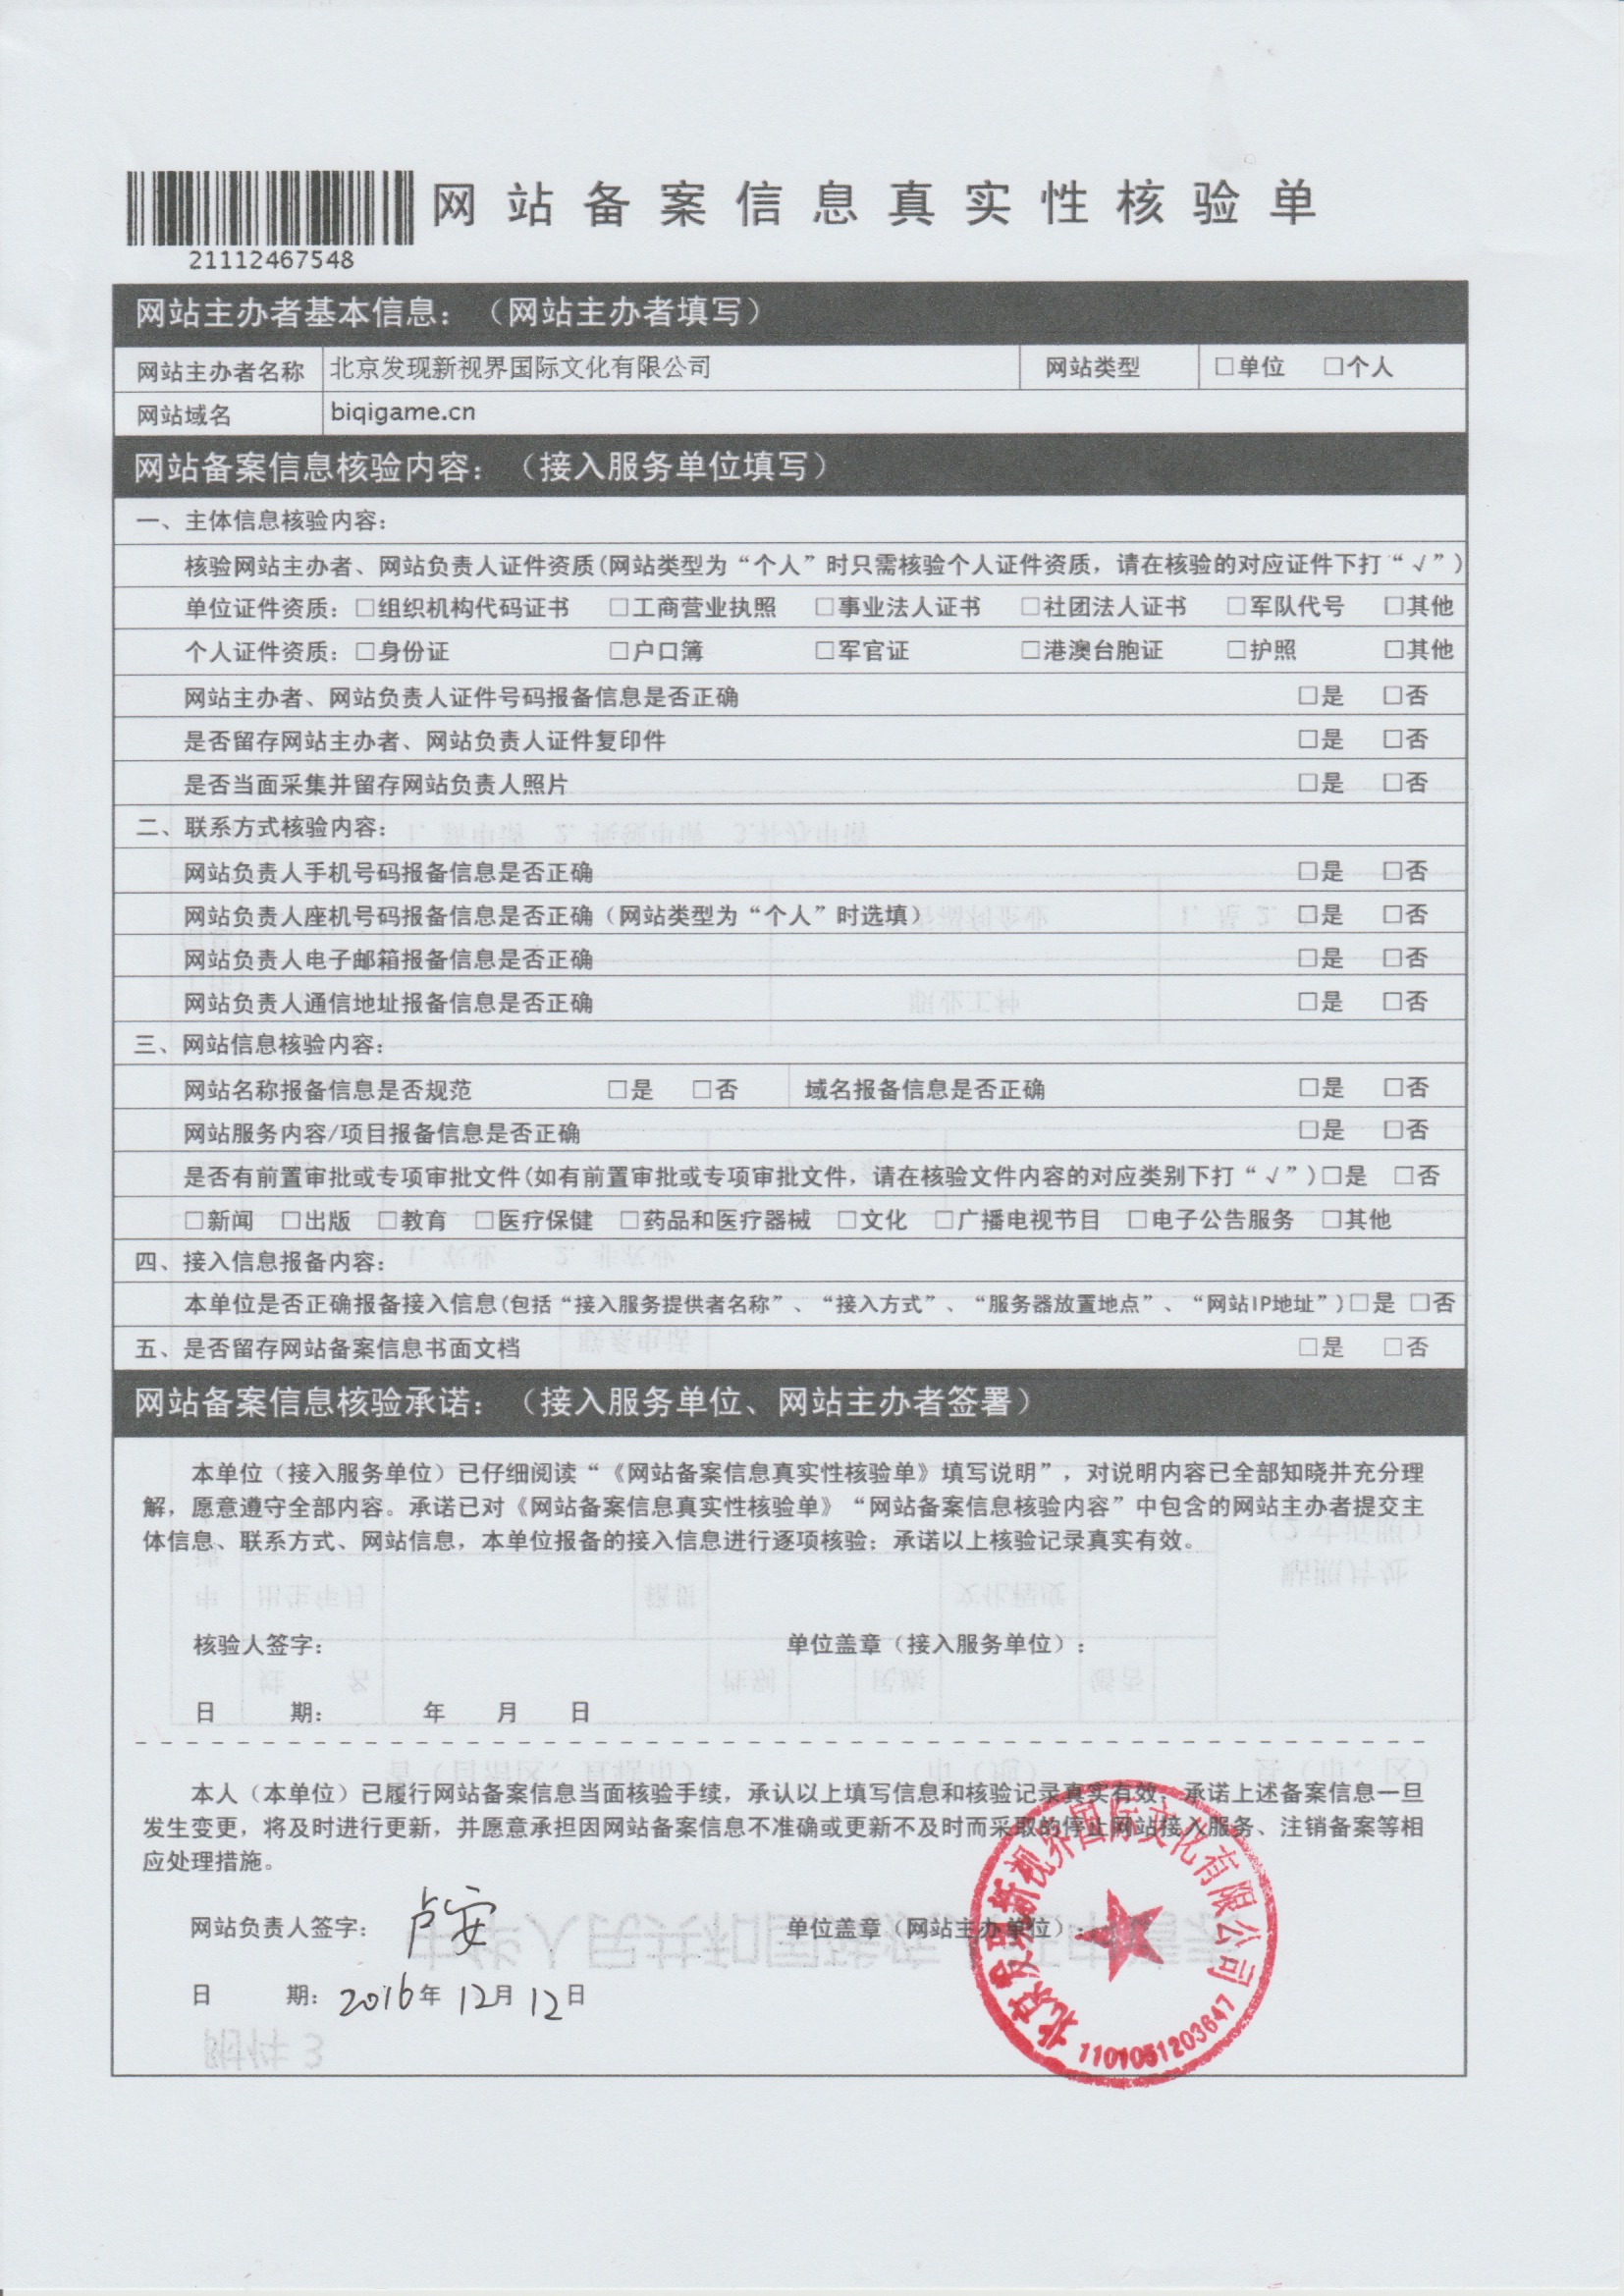 网站备案信息真实性核验单
21112467548
网站主办者基本信息：（网站主办者填写）
网站主办者名称 北京发现新视界国际文化有限公司 网站类型 □单位 □个人
网站域名 biqigame.cn
网站备案信息核验内容：（接入服务单位填写）
一、主体信息核验内容：
核验网站主办者、网站负责人证件资质(网站类型为“个人”时只需核验个人证件资质，请在核验的对应证件下打“√”)
单位证件资质：□组织机构代码证书 □工商营业执照 □事业法人证书 □社团法人证书 □军队代号 □其他
个人证件资质：□身份证 □户口簿 □军官证 □港澳台胞证 □护照 □其他
网站主办者、网站负责人证件号码报备信息是否正确 □是 □否
是否留存网站主办者、网站负责人证件复印件 □是 □否
是否当面采集并留存网站负责人照片 □是 □否
二、联系方式核验内容：
网站负责人手机号码报备信息是否正确 □是 □否
网站负责人座机号码报备信息是否正确（网站类型为“个人”时选填） □是 □否
网站负责人电子邮箱报备信息是否正确 □是 □否
网站负责人通信地址报备信息是否正确 □是 □否
三、网站信息核验内容：
网站名称报备信息是否规范 □是 □否 域名报备信息是否正确 □是 □否
网站服务内容/项目报备信息是否正确 □是 □否
是否有前置审批或专项审批文件(如有前置审批或专项审批文件，请在核验文件内容的对应类别下打“√”)□是 □否
□新闻 □出版 □教育 □医疗保健 □药品和医疗器械 □文化 □广播电视节目 □电子公告服务 □其他
四、接入信息报备内容：
本单位是否正确报备接入信息(包括“接入服务提供者名称”、“接入方式”、“服务器放置地点”、“网站IP地址”)□是 □否
五、是否留存网站备案信息书面文档 □是 □否
网站备案信息核验承诺：（接入服务单位、网站主办者签署）
本单位（接入服务单位）已仔细阅读“《网站备案信息真实性核验单》填写说明”，对说明内容已全部知晓并充分理
解，愿意遵守全部内容。承诺已对《网站备案信息真实性核验单》“网站备案信息核验内容”中包含的网站主办者提交主
体信息、联系方式、网站信息，本单位报备的接入信息进行逐项核验；承诺以上核验记录真实有效。
核验人签字： 单位盖章（接入服务单位）：
日 期： 年 月 日
本人（本单位）已履行网站备案信息当面核验手续，承认以上填写信息和核验记录真实有效，承诺上述备案信息一旦
发生变更，将及时进行更新，并愿意承担因网站备案信息不准确或更新不及时而采取的停止网站接入服务、注销备案等相
应处理措施。
网站负责人签字：卢安 单位盖章（网站主办单位）：
日 期：2016年12月12日
北京发现新视界国际文化有限公司
1101051203647